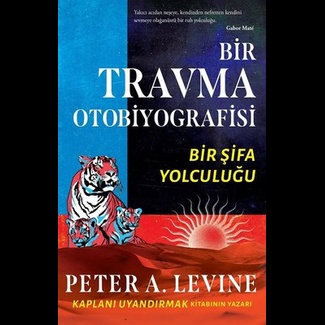 Yakıcı acıdan neşeye, kendinden nefretten kendini
sevmeye olağanüstü bir ruh yolculuğu.
Gabor Maté
BİR
TRAVMA
OTOBİYOGRAFİSİ
BİR ŞİFA
YOLCULUĞU
PETER A. LEVINE
KAPLANI UYANDIRMAK KİTABININ YAZARI